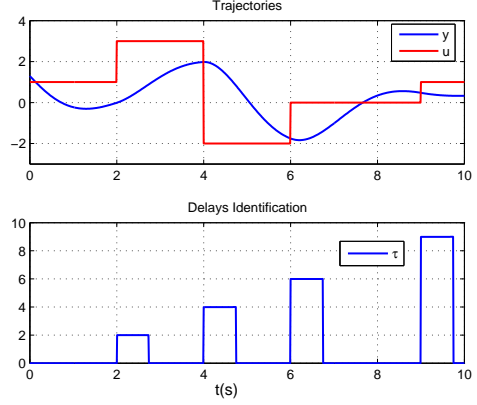 Trajectories
4
2
0
−2
y
u
0 2 4 6 8 10
Delays Identification
10
8
6
4
2
0
τ
0 2 4 6 8 10
t(s)